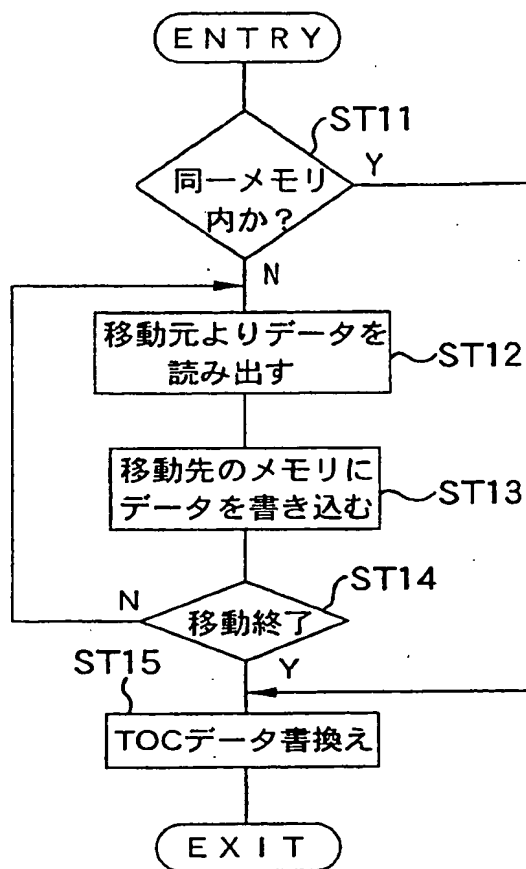 ENTRY
ST11
同一メモリ
内か?
Y
N
移動元よりデータを
読み出す
ST12
移動先のメモリに
データを書き込む
ST13
ST14
N
移動終了
ST15
Y
TOCデータ書換え
EXIT